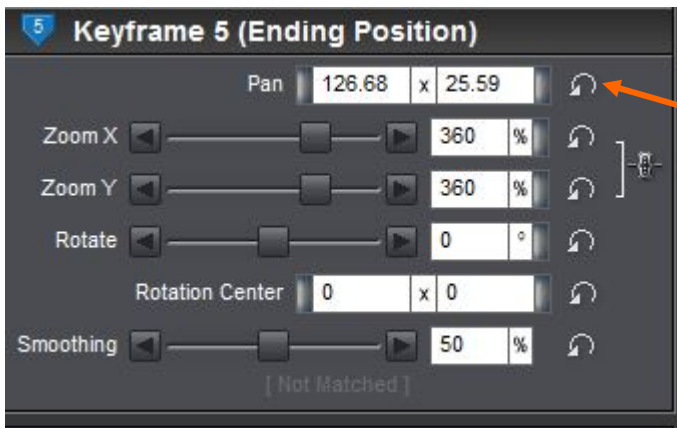 5 Keyframe 5 (Ending Position)
Pan 126.68 x 25.59
Zoom X 360 %
Zoom Y 360 %
Rotate 0 °
Rotation Center 0 x 0
Smoothing 50 %
[ Not Matched ]